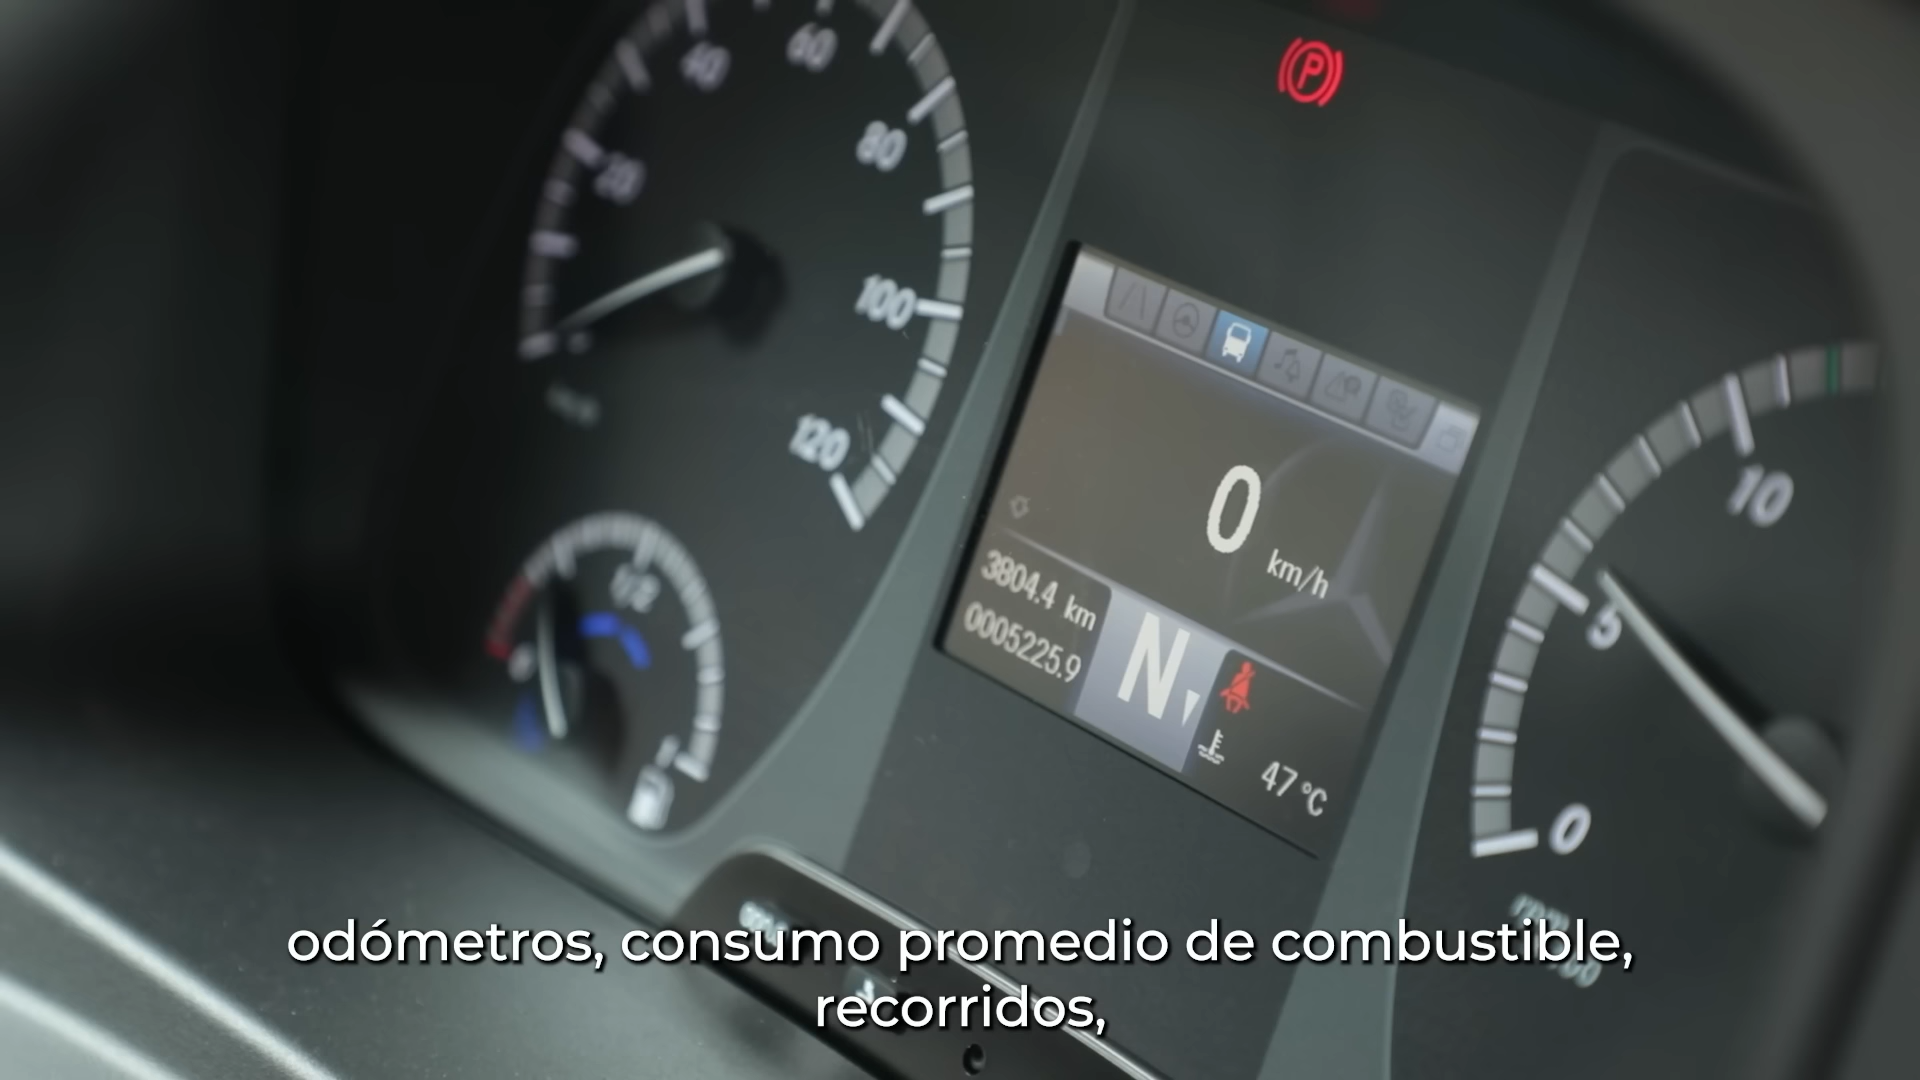 20
40
60
80
100
120
1/2
P
0
km/h
3804.4 km
0005225.9
N
47 °C
10
5
0
odómetros, consumo promedio de combustible,
recorridos,